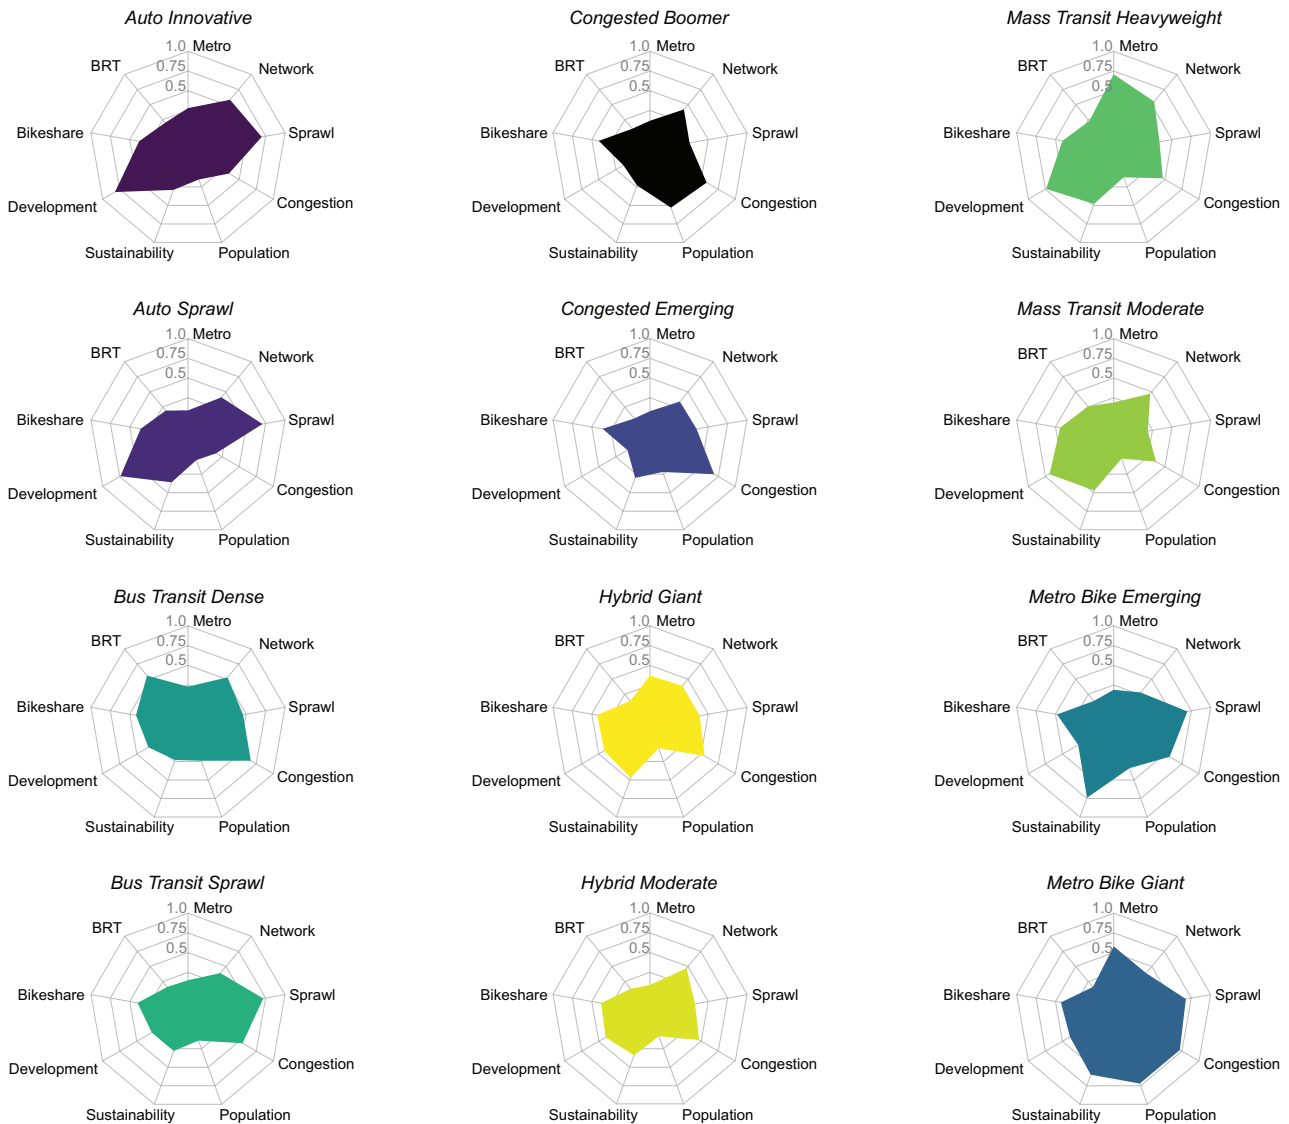 Auto Innovative
1.0 Metro
0.75
0.5
BRT
Network
Bikeshare
Sprawl
Development
Congestion
Sustainability
Population
Congested Boomer
1.0 Metro
0.75
0.5
BRT
Network
Bikeshare
Sprawl
Development
Congestion
Sustainability
Population
Mass Transit Heavyweight
1.0 Metro
0.75
0.5
BRT
Network
Bikeshare
Sprawl
Development
Congestion
Sustainability
Population
Auto Sprawl
1.0 Metro
0.75
0.5
BRT
Network
Bikeshare
Sprawl
Development
Congestion
Sustainability
Population
Congested Emerging
1.0 Metro
0.75
0.5
BRT
Network
Bikeshare
Sprawl
Development
Congestion
Sustainability
Population
Mass Transit Moderate
1.0 Metro
0.75
0.5
BRT
Network
Bikeshare
Sprawl
Development
Congestion
Sustainability
Population
Bus Transit Dense
1.0 Metro
0.75
0.5
BRT
Network
Bikeshare
Sprawl
Development
Congestion
Sustainability
Population
Hybrid Giant
1.0 Metro
0.75
0.5
BRT
Network
Bikeshare
Sprawl
Development
Congestion
Sustainability
Population
Metro Bike Emerging
1.0 Metro
0.75
0.5
BRT
Network
Bikeshare
Sprawl
Development
Congestion
Sustainability
Population
Bus Transit Sprawl
1.0 Metro
0.75
0.5
BRT
Network
Bikeshare
Sprawl
Development
Congestion
Sustainability
Population
Hybrid Moderate
1.0 Metro
0.75
0.5
BRT
Network
Bikeshare
Sprawl
Development
Congestion
Sustainability
Population
Metro Bike Giant
1.0 Metro
0.75
0.5
BRT
Network
Bikeshare
Sprawl
Development
Congestion
Sustainability
Population